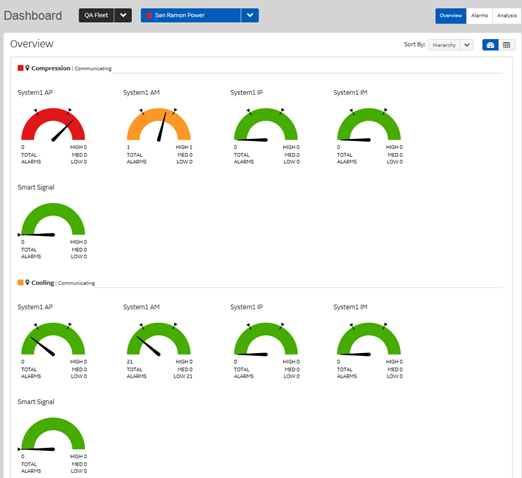 Dashboard
QA Fleet
San Ramon Power
Overview
Alarms
Analysis
Overview
Sort By:
Hierarchy
Compression | Communicating
System1 AP
System1 AM
System1 IP
System1 IM
0 HIGH 0
TOTAL MED 0
ALARMS LOW 0
1 HIGH 1
TOTAL MED 0
ALARMS LOW 0
0 HIGH 0
TOTAL MED 0
ALARMS LOW 0
0 HIGH 0
TOTAL MED 0
ALARMS LOW 0
Smart Signal
0 HIGH 0
TOTAL MED 0
ALARMS LOW 0
Cooling | Communicating
System1 AP
System1 AM
System1 IP
System1 IM
0 HIGH 0
TOTAL MED 0
ALARMS LOW 0
21 HIGH 0
TOTAL MED 0
ALARMS LOW 21
0 HIGH 0
TOTAL MED 0
ALARMS LOW 0
0 HIGH 0
TOTAL MED 0
ALARMS LOW 0
Smart Signal
0 HIGH 0
TOTAL MED 0
ALARMS LOW 0